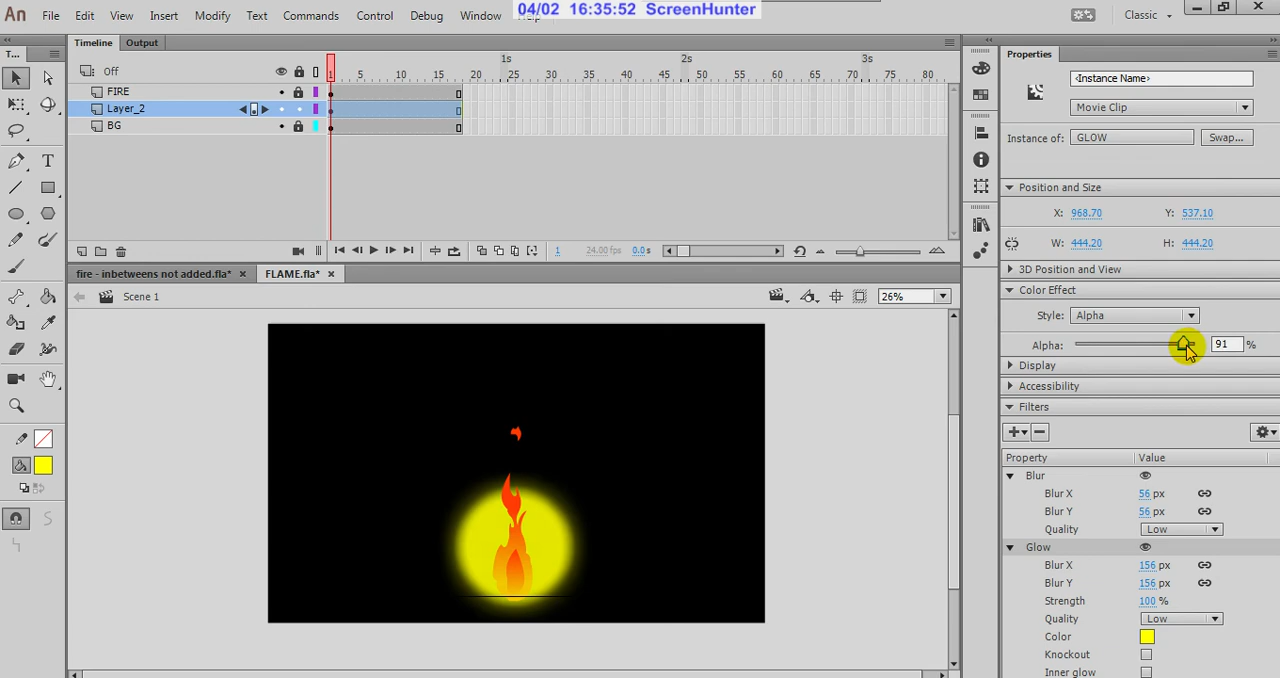 04/02 16:35:52 ScreenHunter
An File Edit View Insert Modify Text Commands Control Debug Window Help Classic
T... Timeline Output Properties
1s 2s 3s
Off 1 5 10 15 20 25 30 35 40 45 50 55 60 65 70 75 80
FIRE
Layer_2
BG
<Instance Name>
Movie Clip
Instance of: GLOW Swap...
Position and Size
X: 968.70 Y: 537.10
W: 444.20 H: 444.20
1 24.00 fps 0.0 s
3D Position and View
fire - inbetweens not added.fla* × FLAME.fla* ×
Color Effect
Scene 1 26%
Style: Alpha
Alpha: 91 %
Display
Accessibility
Filters
Property Value
Blur
Blur X 56 px
Blur Y 56 px
Quality Low
Glow
Blur X 156 px
Blur Y 156 px
Strength 100 %
Quality Low
Color
Knockout
Inner glow